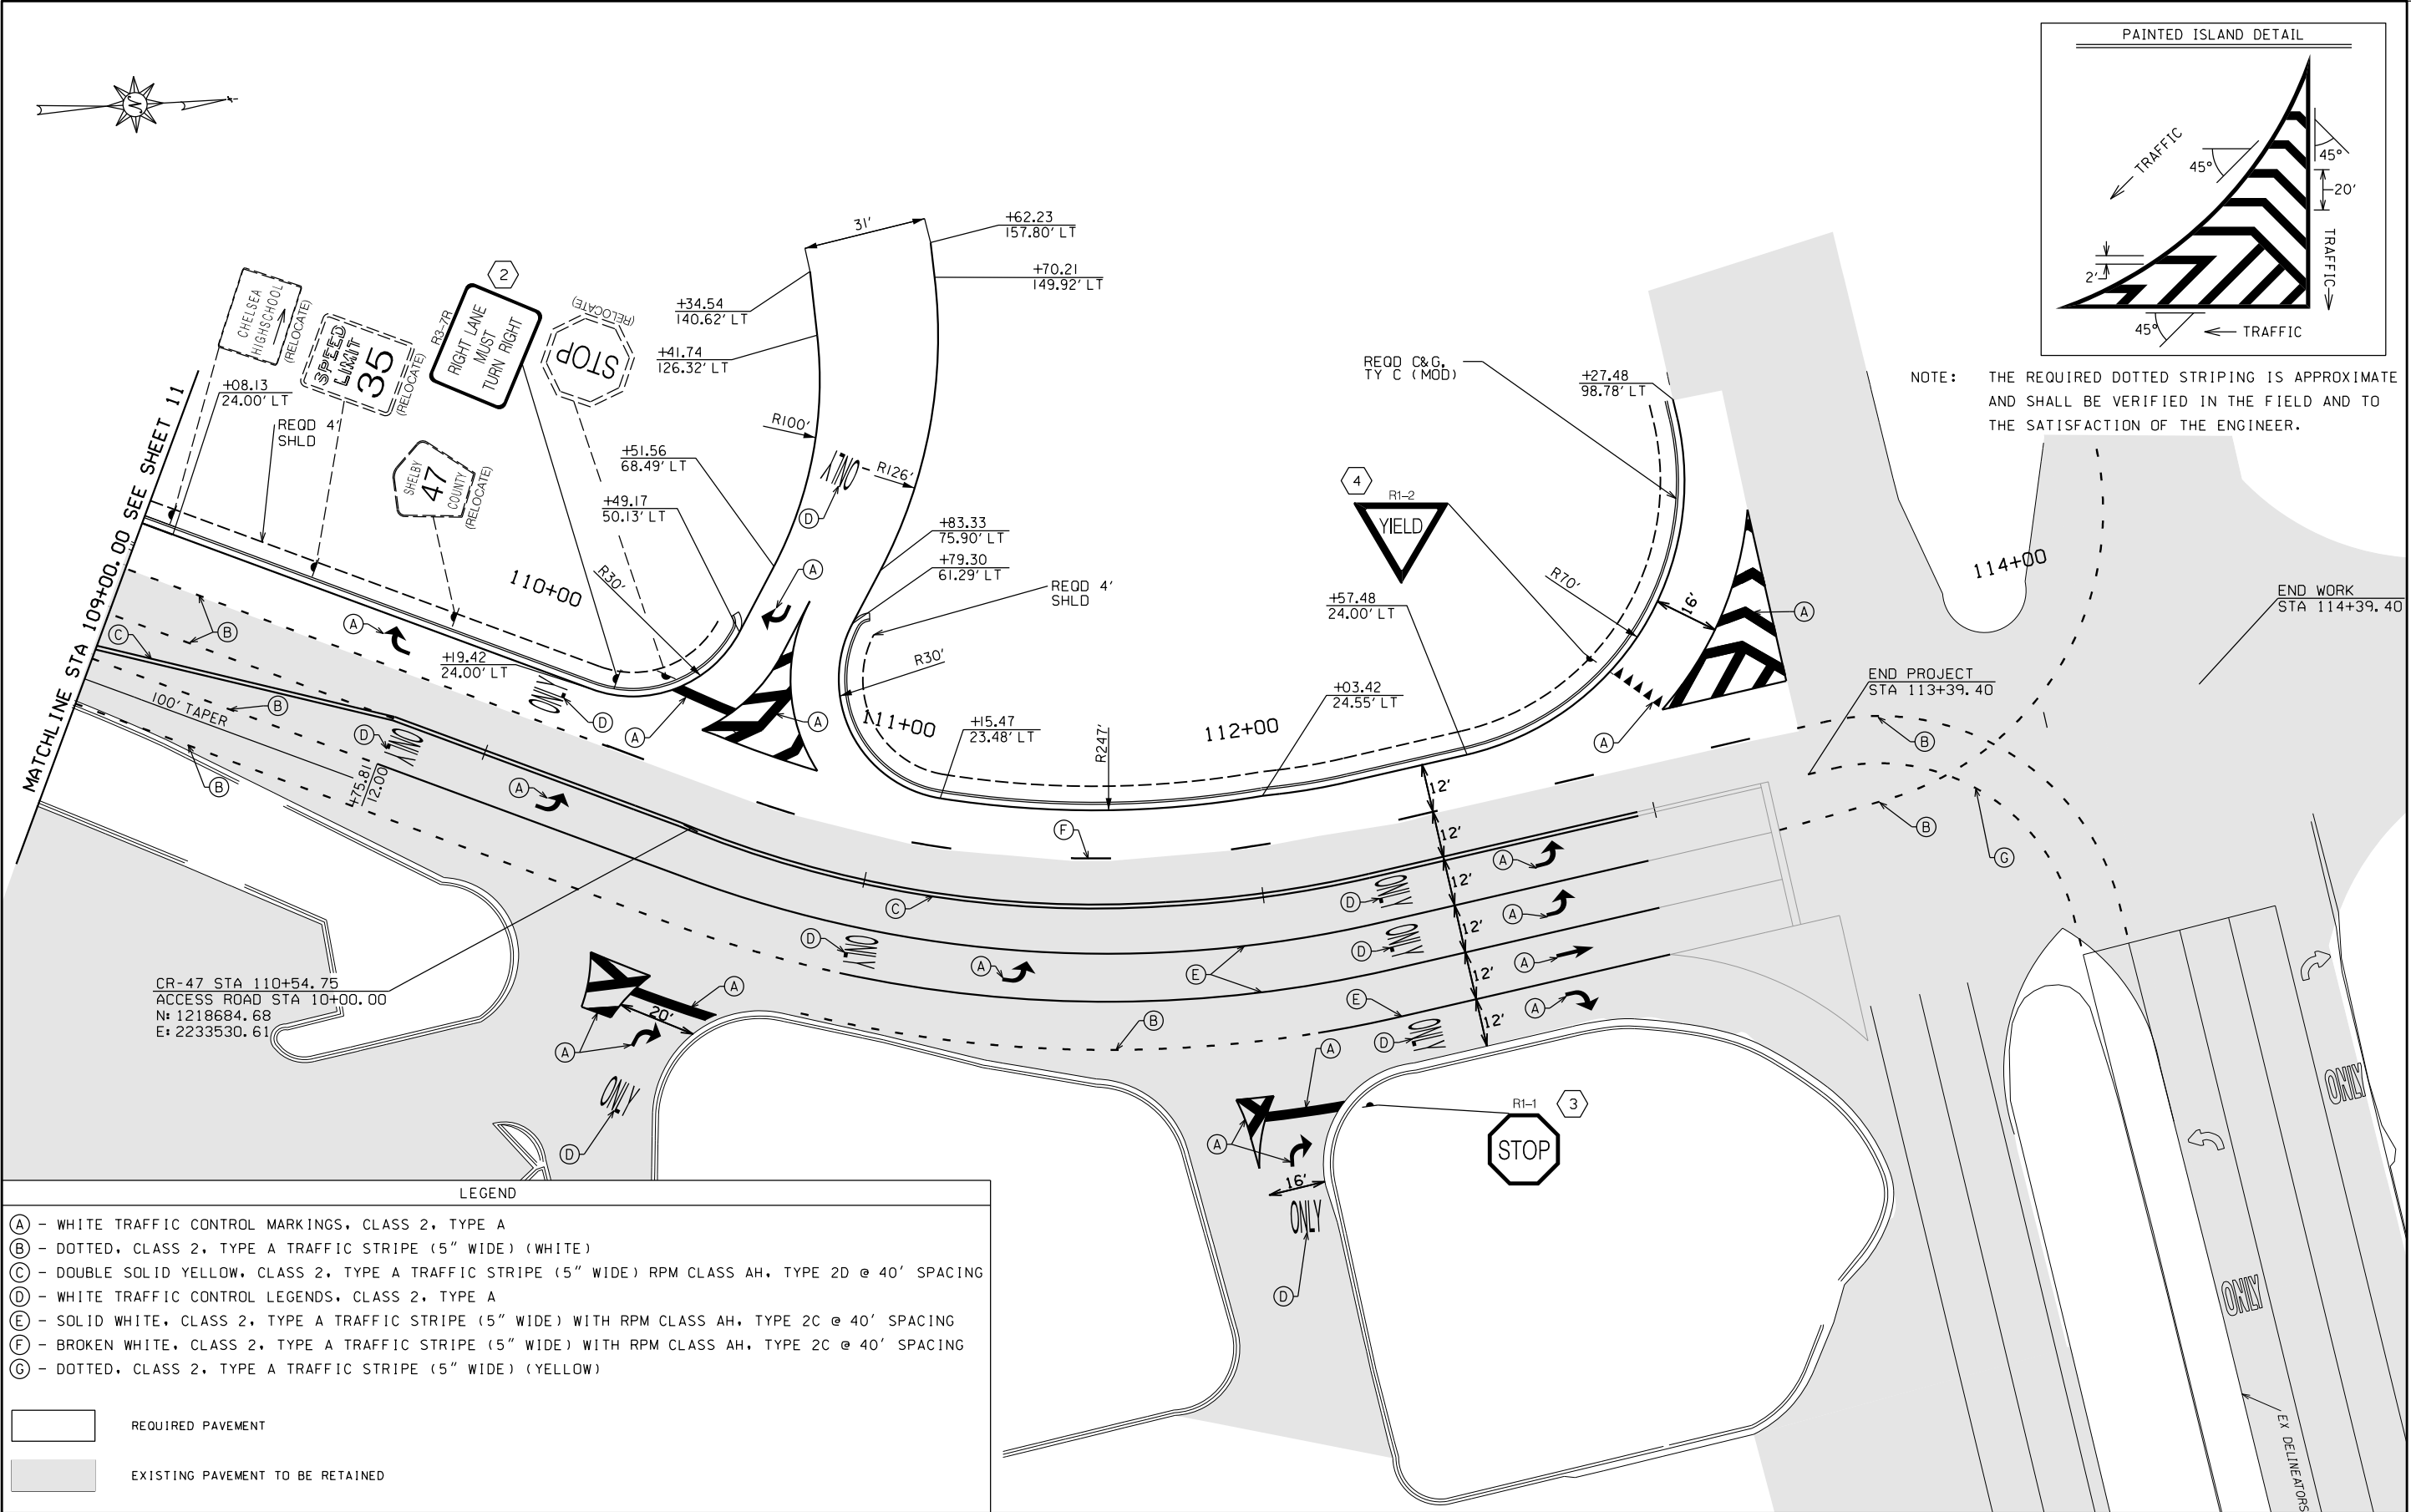 PAINTED ISLAND DETAIL
TRAFFIC
45°
45°
20'
TRAFFIC
2'
45°
TRAFFIC
NOTE: THE REQUIRED DOTTED STRIPING IS APPROXIMATE
AND SHALL BE VERIFIED IN THE FIELD AND TO
THE SATISFACTION OF THE ENGINEER.
CHELSEA
HIGHSCHOOL
(RELOCATE)
SPEED
LIMIT
35
(RELOCATE)
2
R3-7R
RIGHT LANE
MUST
TURN RIGHT
(RELOCATE)
STOP
SHELBY
47
COUNTY
(RELOCATE)
31'
+62.23
157.80' LT
+70.21
149.92' LT
+34.54
140.62' LT
+41.74
126.32' LT
R100'
+51.56
68.49' LT
+49.17
50.13' LT
ONLY
R126'
D
+83.33
75.90' LT
+79.30
61.29' LT
A
REQD 4'
SHLD
R30'
+08.13
24.00' LT
REQD 4'
SHLD
MATCHLINE STA 109+00.00 SEE SHEET 11
110+00
R30'
+19.42
24.00' LT
A
B
C
ONLY
D
A
A
111+00
+15.47
23.48' LT
R247'
112+00
+03.42
24.55' LT
+57.48
24.00' LT
REQD C&G,
TY C (MOD)
+27.48
98.78' LT
4
R1-2
YIELD
R70'
16'
A
A
114+00
END WORK
STA 114+39.40
END PROJECT
STA 113+39.40
B
B
G
100' TAPER
B
B
D
ONLY
+75.81
12.00
A
F
C
12'
12'
12'
12'
12'
12'
A
A
A
A
D
ONLY
D
ONLY
D
ONLY
D
ONLY
A
E
E
B
CR-47 STA 110+54.75
ACCESS ROAD STA 10+00.00
N: 1218684.68
E: 2233530.61
A
20'
A
ONLY
D
A
A
16'
ONLY
D
R1-1
3
STOP
ONLY
ONLY
EX DELINEATORS
LEGEND
A - WHITE TRAFFIC CONTROL MARKINGS, CLASS 2, TYPE A
B - DOTTED, CLASS 2, TYPE A TRAFFIC STRIPE (5" WIDE) (WHITE)
C - DOUBLE SOLID YELLOW, CLASS 2, TYPE A TRAFFIC STRIPE (5" WIDE) RPM CLASS AH, TYPE 2D @ 40' SPACING
D - WHITE TRAFFIC CONTROL LEGENDS, CLASS 2, TYPE A
E - SOLID WHITE, CLASS 2, TYPE A TRAFFIC STRIPE (5" WIDE) WITH RPM CLASS AH, TYPE 2C @ 40' SPACING
F - BROKEN WHITE, CLASS 2, TYPE A TRAFFIC STRIPE (5" WIDE) WITH RPM CLASS AH, TYPE 2C @ 40' SPACING
G - DOTTED, CLASS 2, TYPE A TRAFFIC STRIPE (5" WIDE) (YELLOW)
REQUIRED PAVEMENT
EXISTING PAVEMENT TO BE RETAINED